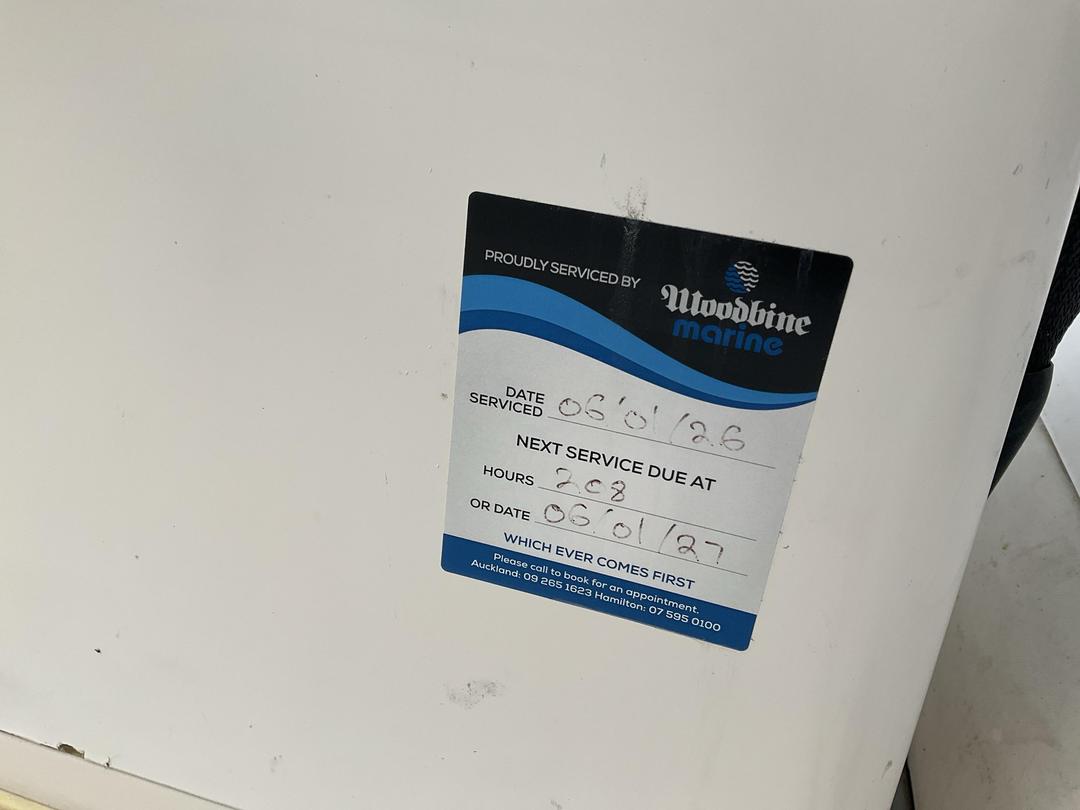 PROUDLY SERVICED BY
Woodbine
marine
DATE SERVICED 06/01/26
NEXT SERVICE DUE AT
HOURS 208
OR DATE 06/01/27
WHICH EVER COMES FIRST
Please call to book for an appointment.
Auckland: 09 265 1623 Hamilton: 07 595 0100